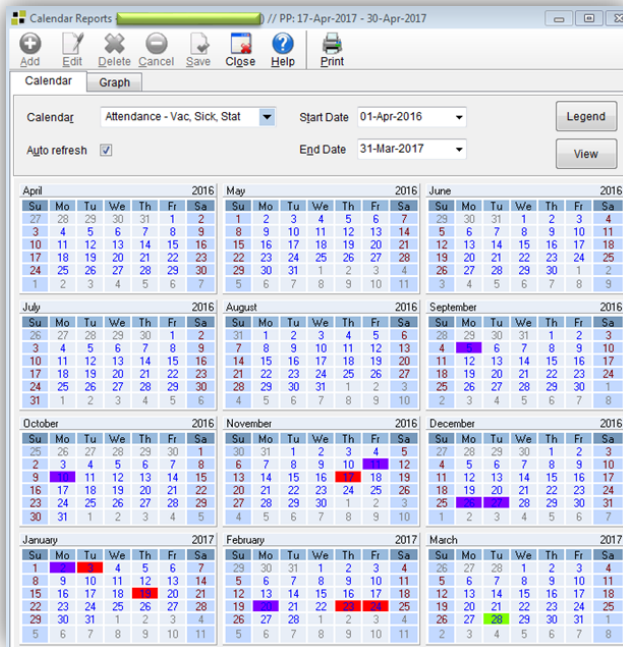 Calendar Reports - ) // PP: 17-Apr-2017 - 30-Apr-2017
Add Edit Delete Cancel Save Close Help Print
Calendar Graph
Calendar Attendance - Vac, Sick, Stat Start Date 01-Apr-2016 Legend
Auto refresh End Date 31-Mar-2017 View
April 2016
Su Mo Tu We Th Fr Sa
27 28 29 30 31 1 2
3 4 5 6 7 8 9
10 11 12 13 14 15 16
17 18 19 20 21 22 23
24 25 26 27 28 29 30
1 2 3 4 5 6 7
May 2016
Su Mo Tu We Th Fr Sa
1 2 3 4 5 6 7
8 9 10 11 12 13 14
15 16 17 18 19 20 21
22 23 24 25 26 27 28
29 30 31 1 2 3 4
5 6 7 8 9 10 11
June 2016
Su Mo Tu We Th Fr Sa
29 30 31 1 2 3 4
5 6 7 8 9 10 11
12 13 14 15 16 17 18
19 20 21 22 23 24 25
26 27 28 29 30 1 2
3 4 5 6 7 8 9
July 2016
Su Mo Tu We Th Fr Sa
26 27 28 29 30 1 2
3 4 5 6 7 8 9
10 11 12 13 14 15 16
17 18 19 20 21 22 23
24 25 26 27 28 29 30
31 1 2 3 4 5 6
August 2016
Su Mo Tu We Th Fr Sa
31 1 2 3 4 5 6
7 8 9 10 11 12 13
14 15 16 17 18 19 20
21 22 23 24 25 26 27
28 29 30 31 1 2 3
4 5 6 7 8 9 10
September 2016
Su Mo Tu We Th Fr Sa
28 29 30 31 1 2 3
4 5 6 7 8 9 10
11 12 13 14 15 16 17
18 19 20 21 22 23 24
25 26 27 28 29 30 1
2 3 4 5 6 7 8
October 2016
Su Mo Tu We Th Fr Sa
25 26 27 28 29 30 1
2 3 4 5 6 7 8
9 10 11 12 13 14 15
16 17 18 19 20 21 22
23 24 25 26 27 28 29
30 31 1 2 3 4 5
November 2016
Su Mo Tu We Th Fr Sa
30 31 1 2 3 4 5
6 7 8 9 10 11 12
13 14 15 16 17 18 19
20 21 22 23 24 25 26
27 28 29 30 1 2 3
4 5 6 7 8 9 10
December 2016
Su Mo Tu We Th Fr Sa
27 28 29 30 1 2 3
4 5 6 7 8 9 10
11 12 13 14 15 16 17
18 19 20 21 22 23 24
25 26 27 28 29 30 31
1 2 3 4 5 6 7
January 2017
Su Mo Tu We Th Fr Sa
1 2 3 4 5 6 7
8 9 10 11 12 13 14
15 16 17 18 19 20 21
22 23 24 25 26 27 28
29 30 31 1 2 3 4
5 6 7 8 9 10 11
February 2017
Su Mo Tu We Th Fr Sa
29 30 31 1 2 3 4
5 6 7 8 9 10 11
12 13 14 15 16 17 18
19 20 21 22 23 24 25
26 27 28 1 2 3 4
5 6 7 8 9 10 11
March 2017
Su Mo Tu We Th Fr Sa
26 27 28 1 2 3 4
5 6 7 8 9 10 11
12 13 14 15 16 17 18
19 20 21 22 23 24 25
26 27 28 29 30 31 1
2 3 4 5 6 7 8